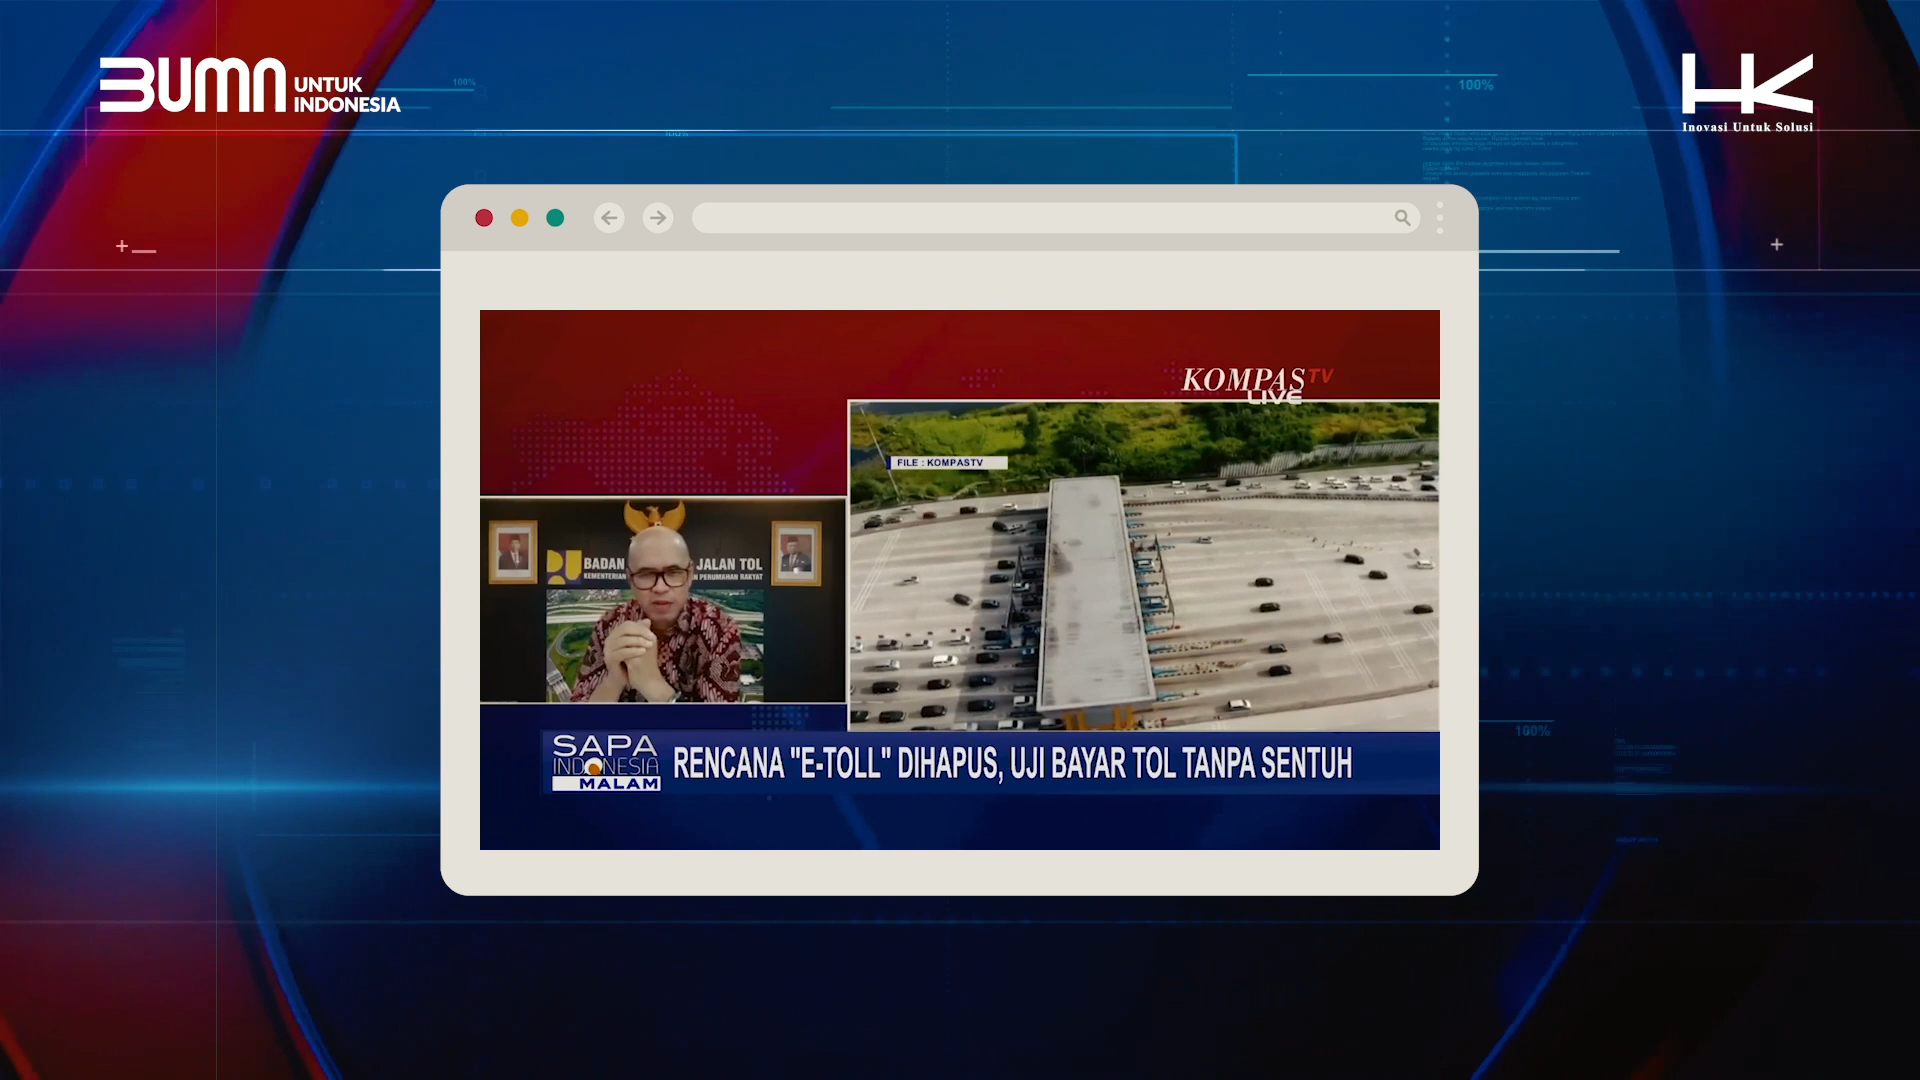 BUMN UNTUK
INDONESIA
100%
100%
100%
HK
Inovasi Untuk Solusi
KOMPAS TV
LIVE
FILE : KOMPASTV
BADAN JALAN TOL
KEMENTERIAN PERUMAHAN RAKYAT
SAPA
INDONESIA
MALAM
RENCANA "E-TOLL" DIHAPUS, UJI BAYAR TOL TANPA SENTUH
100%